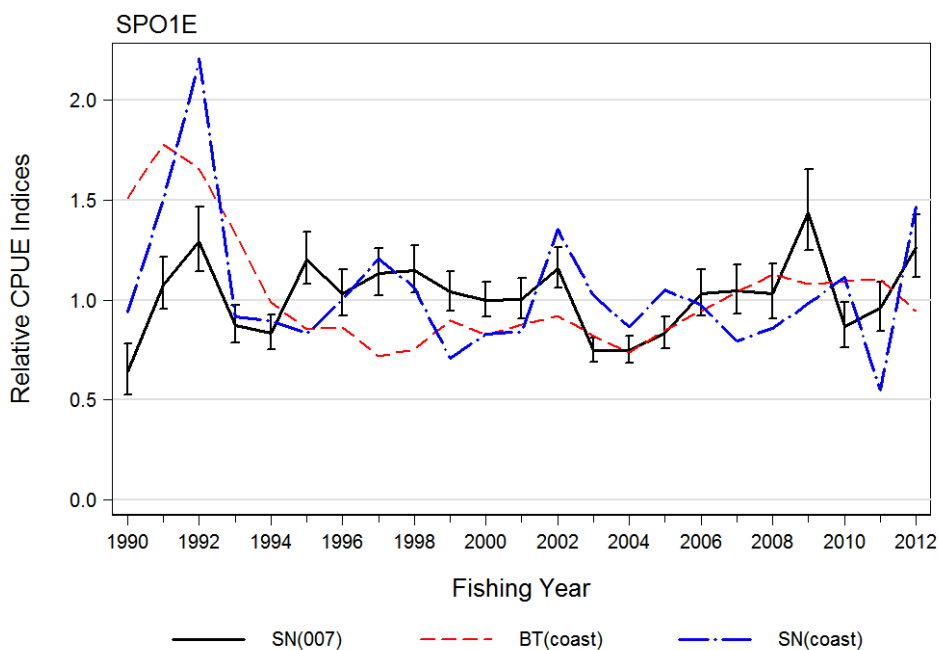 SPO1E
Relative CPUE Indices
2.0
1.5
1.0
0.5
0.0
1990 1992 1994 1996 1998 2000 2002 2004 2006 2008 2010 2012
Fishing Year
SN(007) BT(coast) SN(coast)